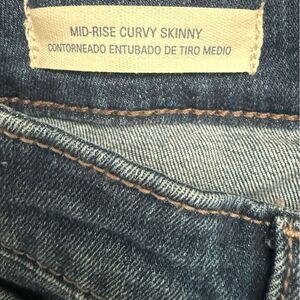 MID-RISE CURVY SKINNY
CONTORNEADO ENTUBADO DE TIRO MEDIO